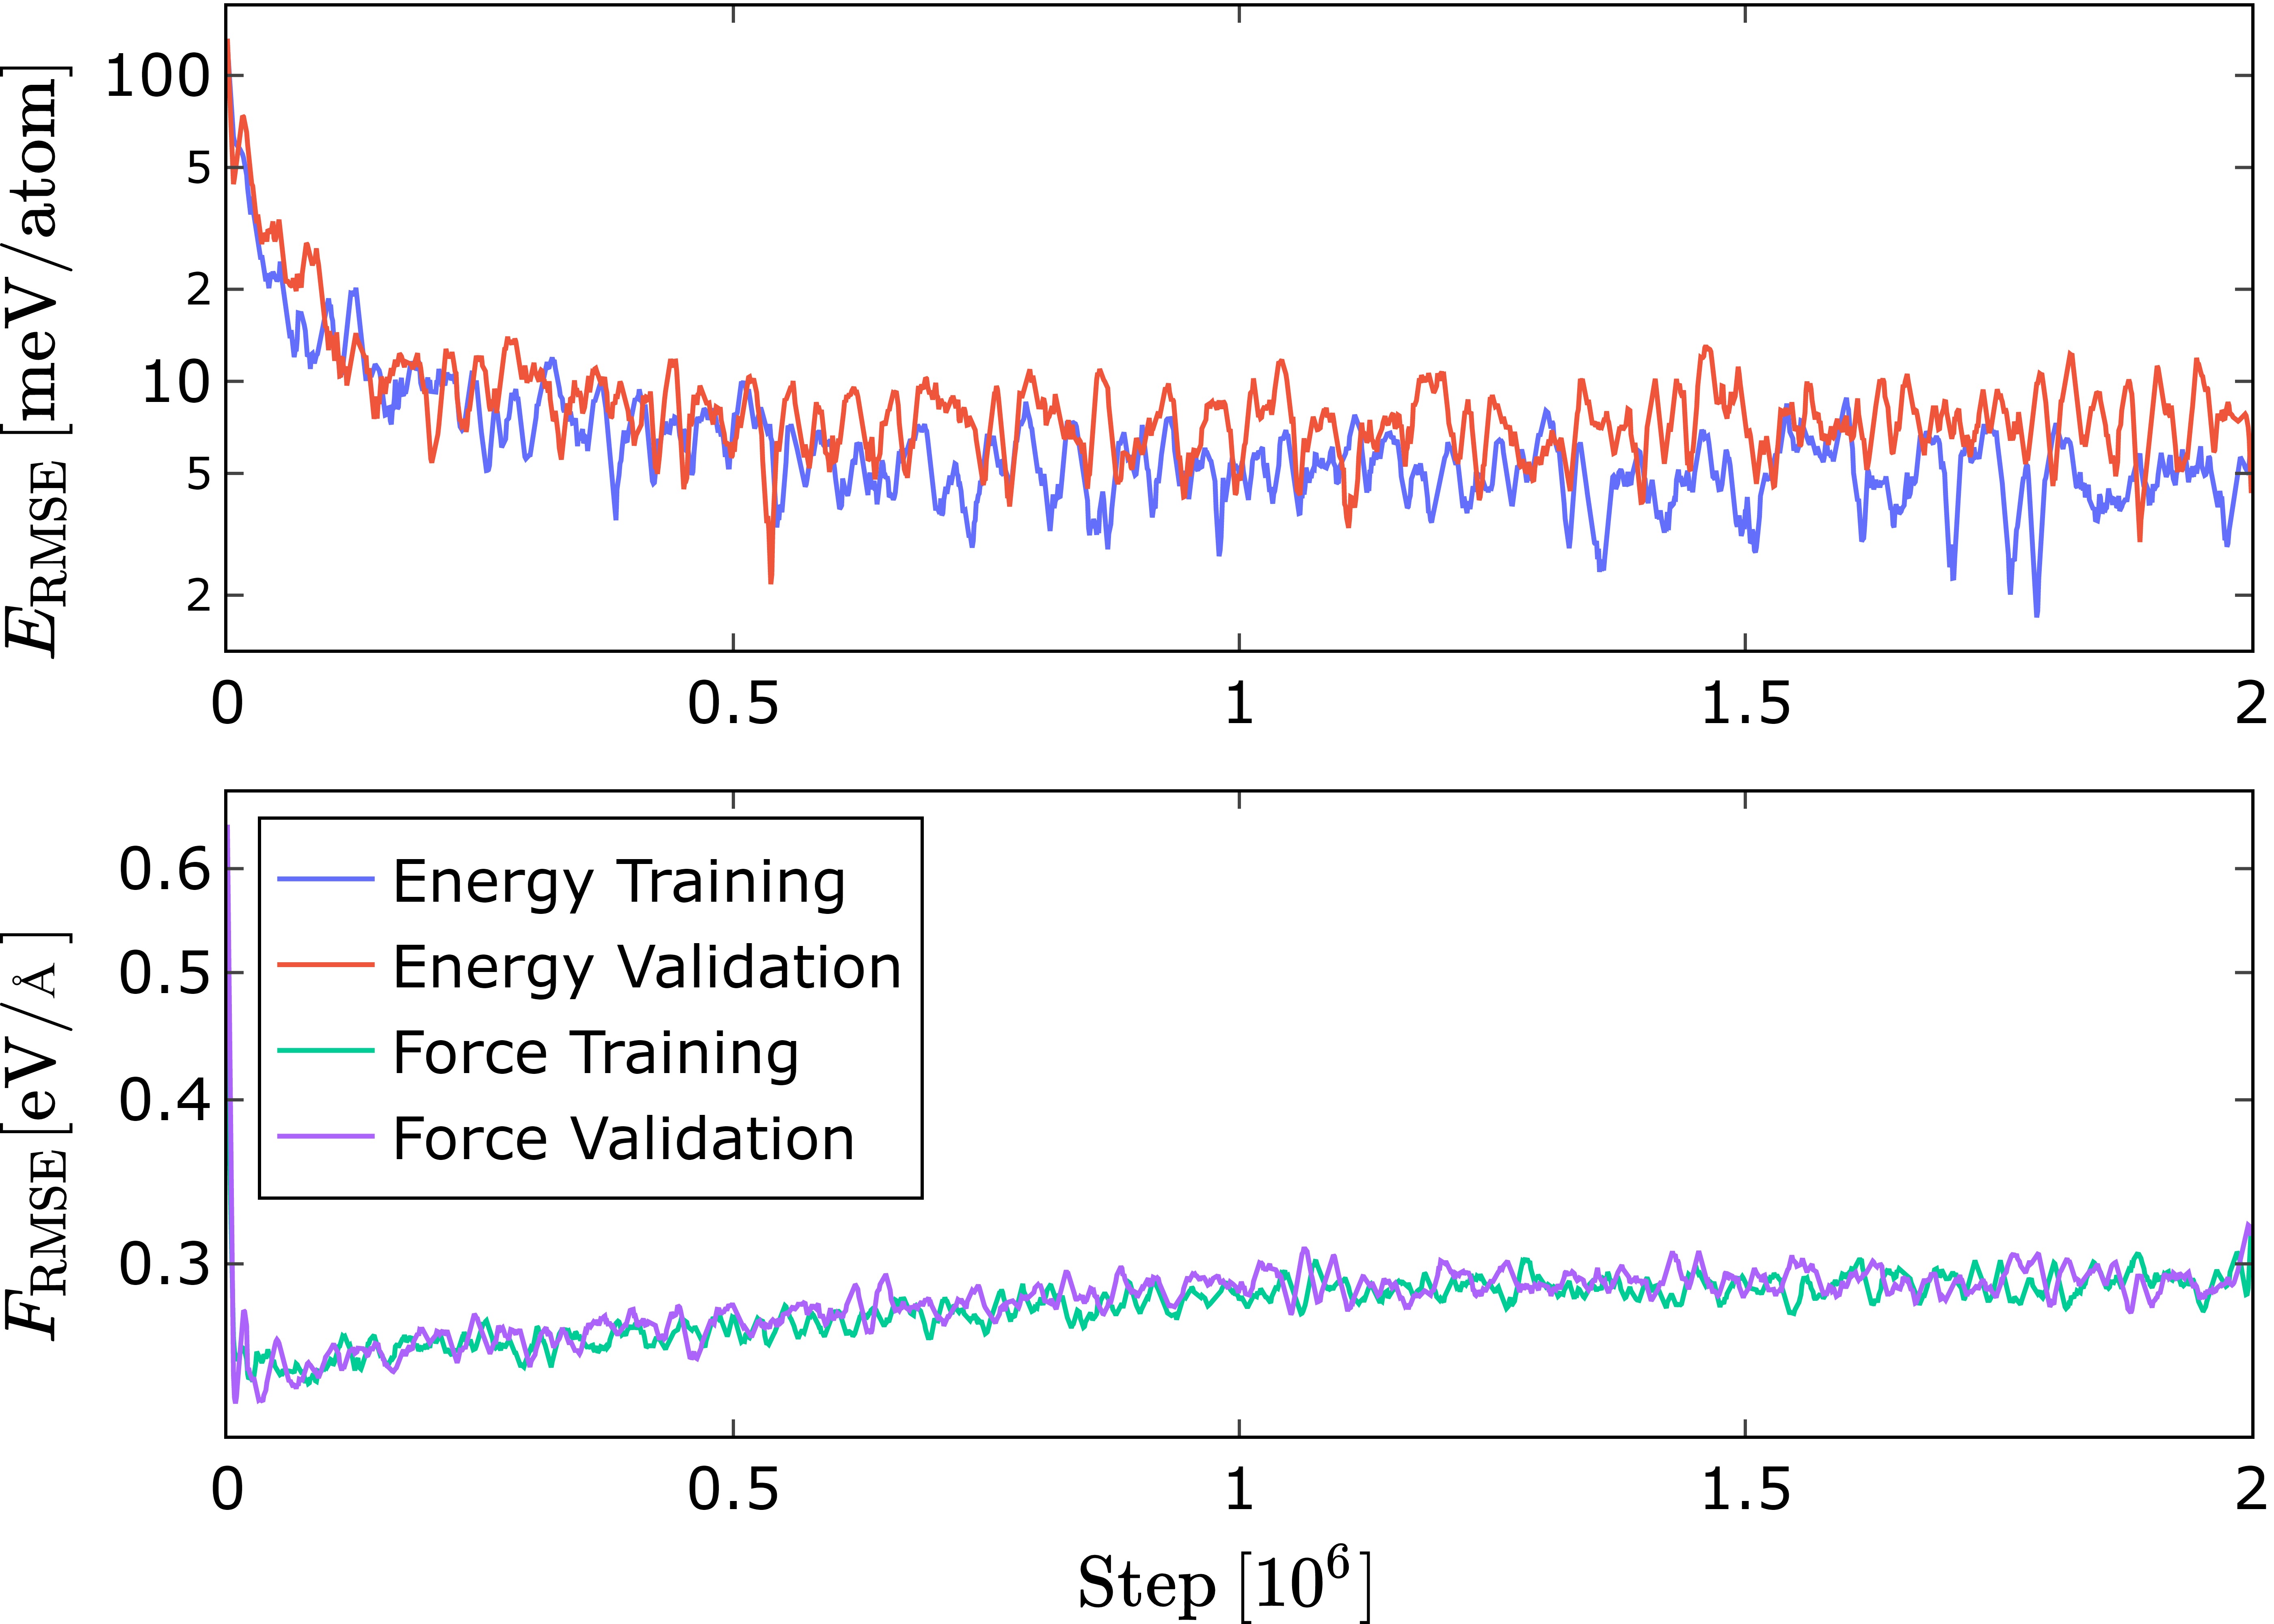 E_RMSE [meV/atom]
100
5
2
10
5
2
0 0.5 1 1.5 2
F_RMSE [eV/Å]
0.6
0.5
0.4
0.3
Energy Training
Energy Validation
Force Training
Force Validation
0 0.5 1 1.5 2
Step [10⁶]